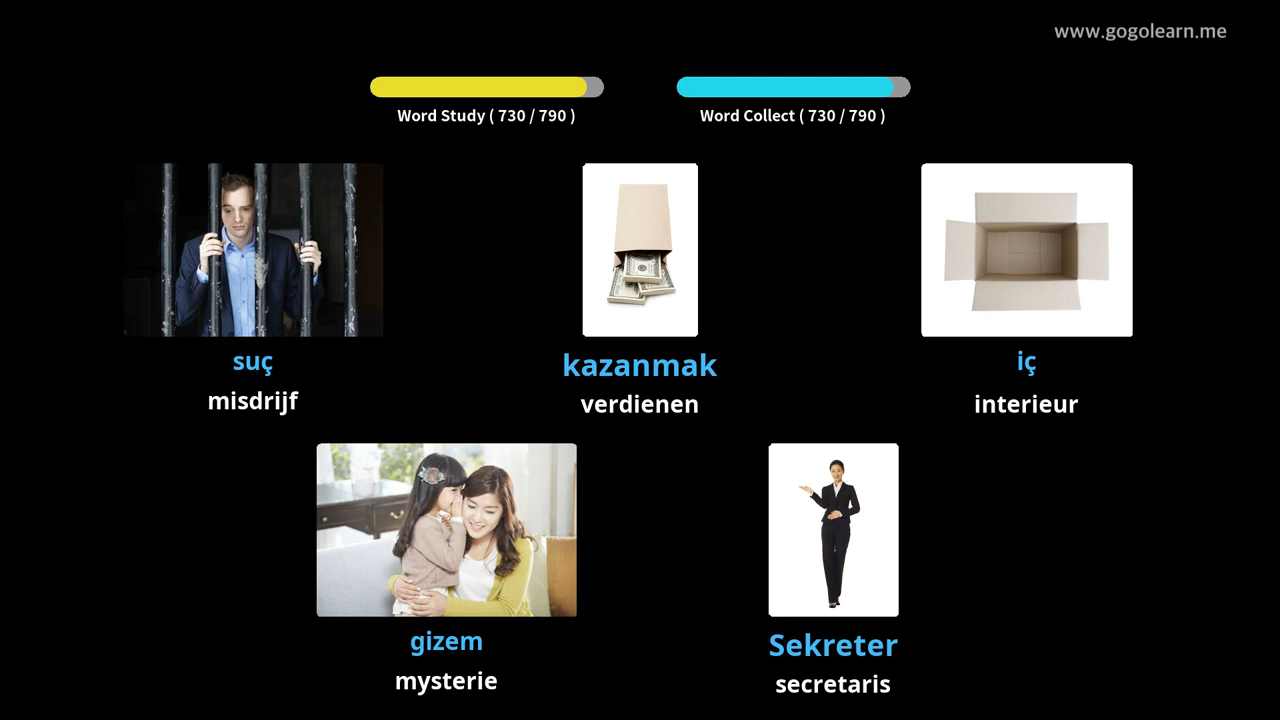 www.gogolearn.me
Word Study ( 730 / 790 )
Word Collect ( 730 / 790 )
suç
misdrijf
kazanmak
verdienen
iç
interieur
gizem
mysterie
Sekreter
secretaris